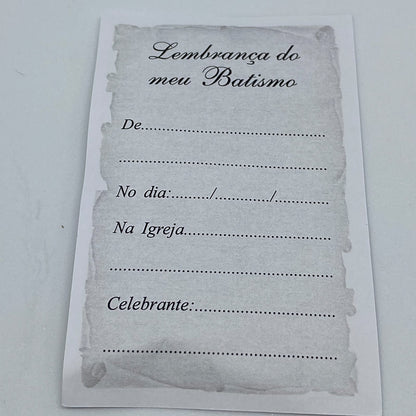 Lembrança do
meu Batismo
De................................................
......................................................
No dia:........../............../..............
Na Igreja......................................
......................................................
Celebrante:...................................
......................................................